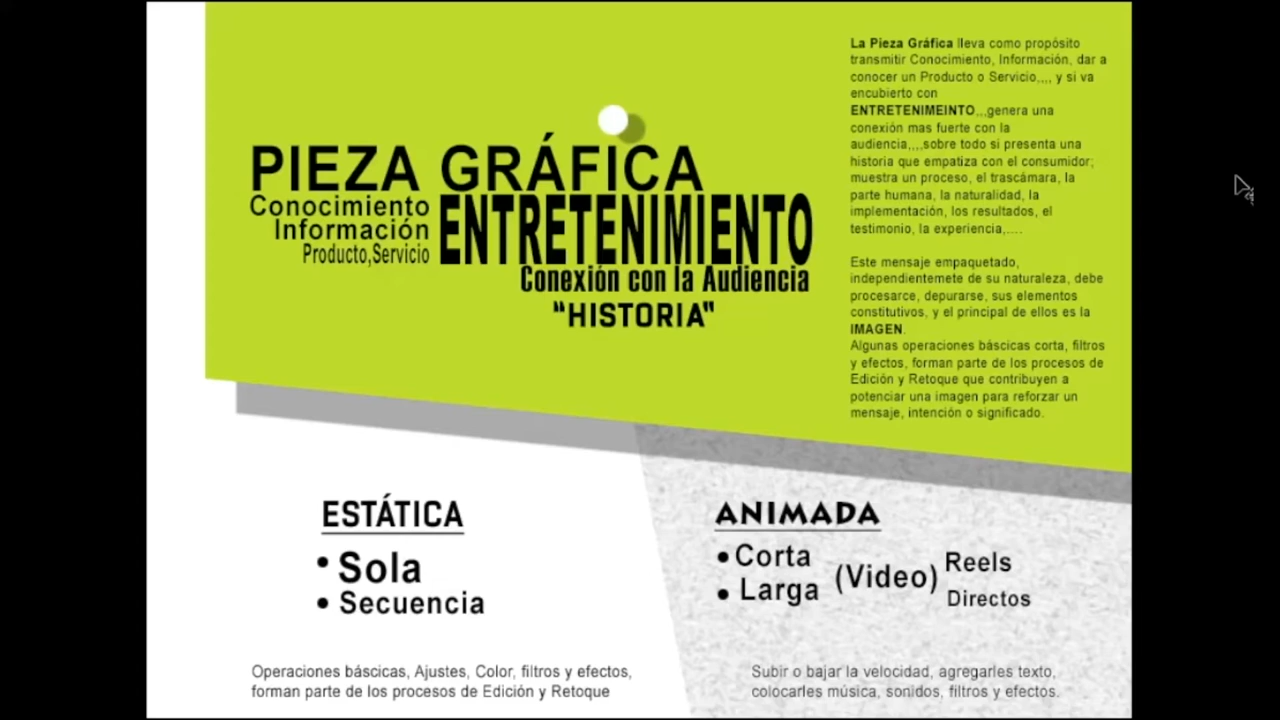 PIEZA GRÁFICA
Conocimiento
Información
Producto,Servicio
ENTRETENIMIENTO
Conexión con la Audiencia
"HISTORIA"
La Pieza Gráfica lleva como propósito
transmitir Conocimiento, Información, dar a
conocer un Producto o Servicio,,,, y si va
encubierto con
ENTRETENIMEINTO,,,genera una
conexión mas fuerte con la
audiencia,,,,sobre todo si presenta una
historia que empatiza con el consumidor;
muestra un proceso, el trascámara, la
parte humana, la naturalidad, la
implementación, los resultados, el
testimonio, la experiencia,....
Este mensaje empaquetado,
independientemete de su naturaleza, debe
procesarce, depurarse, sus elementos
constitutivos, y el principal de ellos es la
IMAGEN.
Algunas operaciones báscicas corta, filtros
y efectos, forman parte de los procesos de
Edición y Retoque que contribuyen a
potenciar una imagen para reforzar un
mensaje, intención o significado.
ESTÁTICA
• Sola
• Secuencia
Operaciones báscicas, Ajustes, Color, filtros y efectos,
forman parte de los procesos de Edición y Retoque
ANIMADA
• Corta
• Larga
(Video)
Reels
Directos
Subir o bajar la velocidad, agregarles texto,
colocarles música, sonidos, filtros y efectos.